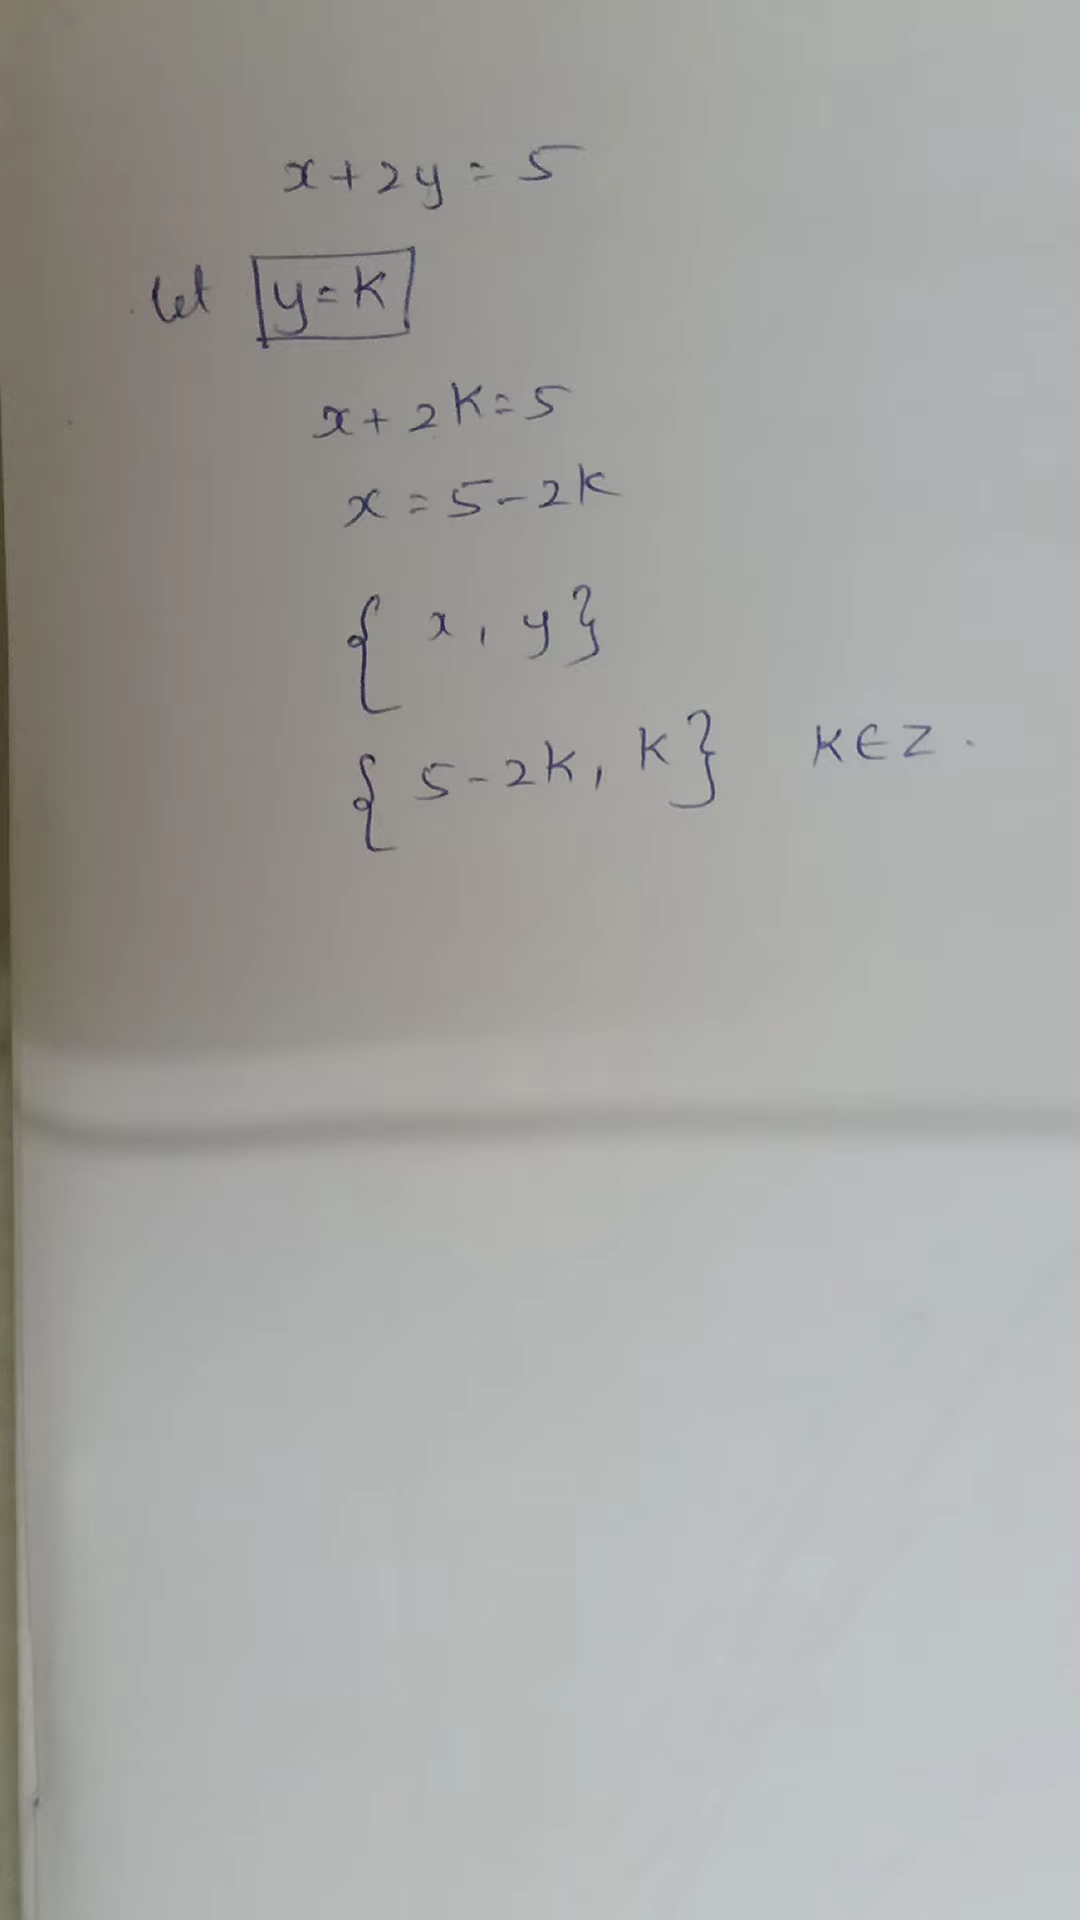 x+2y=5
let y=k
x+2k=5
x=5-2k
{x, y}
{5-2k, k} k∈Z.